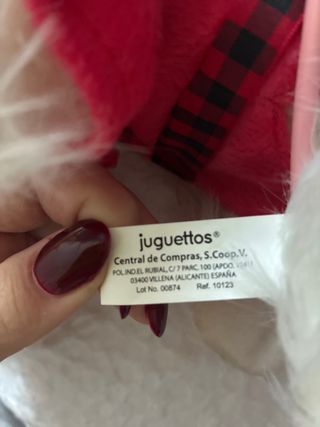 juguettos®
Central de Compras, S.Coop.V.
POL.IND.EL RUBIAL, C/ 7 PARC, 100 (APDO.
03400 VILLENA (ALICANTE) ESPAÑA
Lot No. 00874 Ref. 10123